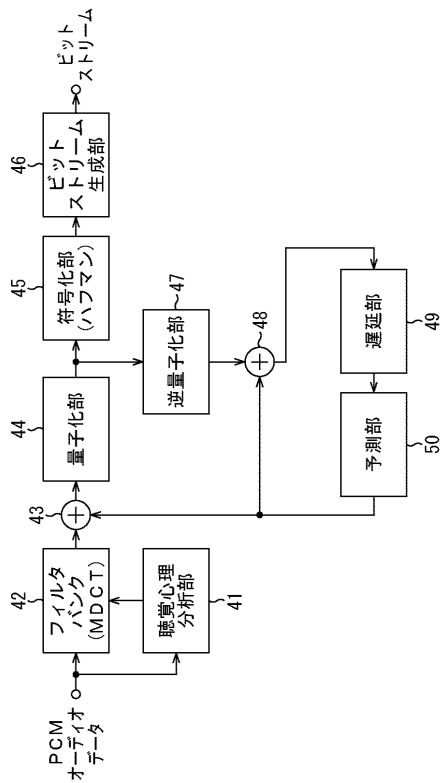 PCM
オーディオ
データ
42
フィルタ
バンク
(MDCT)
聴覚心理
分析部
41
43
+
44
量子化部
45
符号化部
(ハフマン)
46
ビット
ストリーム
生成部
ビット
ストリーム
逆量子化部
47
+
48
遅延部
49
予測部
50